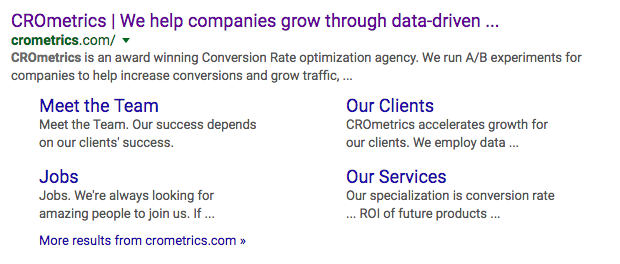 CROmetrics | We help companies grow through data-driven ...
crometrics.com/
CROmetrics is an award winning Conversion Rate optimization agency. We run A/B experiments for
companies to help increase conversions and grow traffic, ...
Meet the Team
Meet the Team. Our success depends
on our clients' success.
Our Clients
CROmetrics accelerates growth for
our clients. We employ data ...
Jobs
Jobs. We're always looking for
amazing people to join us. If ...
Our Services
Our specialization is conversion rate
... ROI of future products ...
More results from crometrics.com »